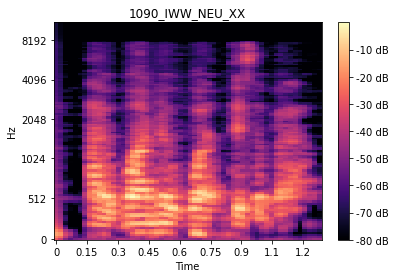 1090_IWW_NEU_XX
8192
4096
2048
1024
512
0
Hz
0 0.15 0.3 0.45 0.6 0.75 0.9 1.1 1.2
Time
-10 dB
-20 dB
-30 dB
-40 dB
-50 dB
-60 dB
-70 dB
-80 dB